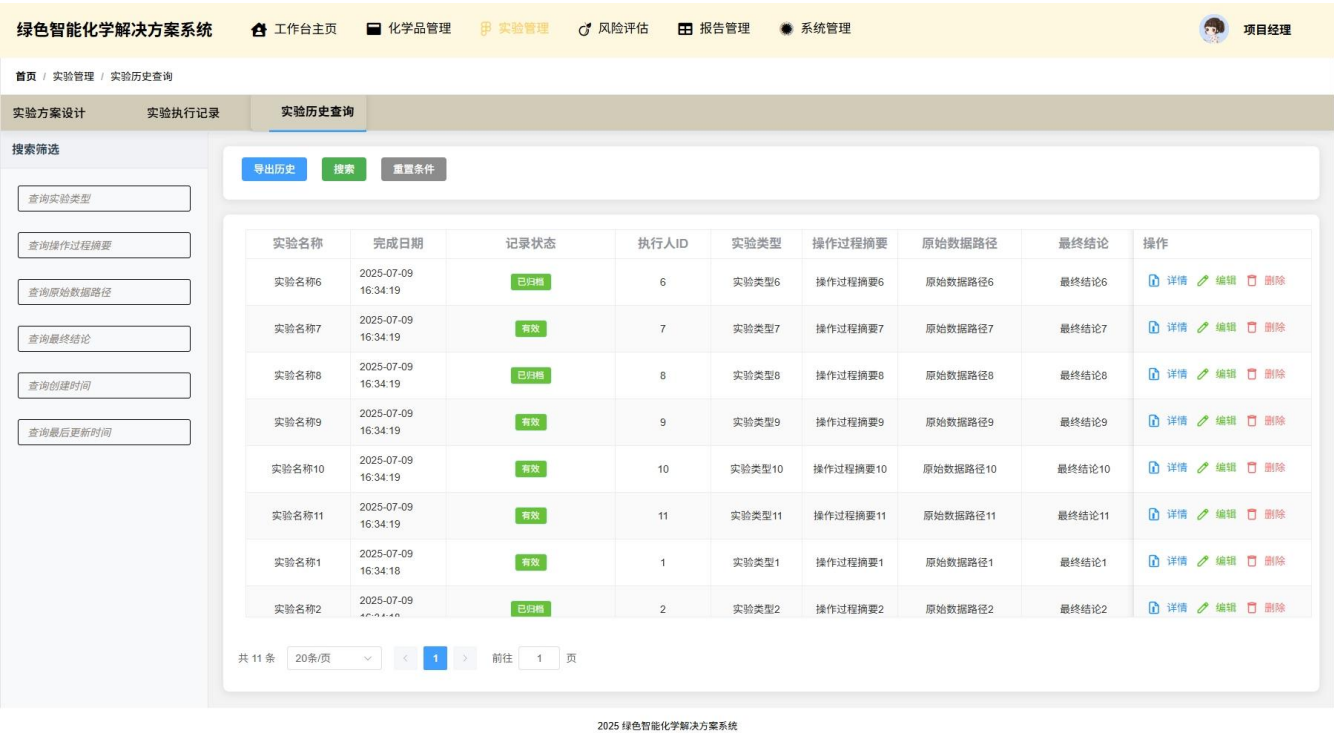 绿色智能化学解决方案系统 工作台主页 化学品管理 实验管理 风险评估 报告管理 系统管理 项目经理
首页 / 实验管理 / 实验历史查询
实验方案设计 实验执行记录 实验历史查询
搜索筛选
查询实验类型
查询操作过程摘要
查询原始数据路径
查询最终结论
查询创建时间
查询最后更新时间
导出历史 搜索 重置条件
实验名称 完成日期 记录状态 执行人ID 实验类型 操作过程摘要 原始数据路径 最终结论 操作
实验名称6 2025-07-09 16:34:19 已归档 6 实验类型6 操作过程摘要6 原始数据路径6 最终结论6 详情 编辑 删除
实验名称7 2025-07-09 16:34:19 有效 7 实验类型7 操作过程摘要7 原始数据路径7 最终结论7 详情 编辑 删除
实验名称8 2025-07-09 16:34:19 已归档 8 实验类型8 操作过程摘要8 原始数据路径8 最终结论8 详情 编辑 删除
实验名称9 2025-07-09 16:34:19 有效 9 实验类型9 操作过程摘要9 原始数据路径9 最终结论9 详情 编辑 删除
实验名称10 2025-07-09 16:34:19 有效 10 实验类型10 操作过程摘要10 原始数据路径10 最终结论10 详情 编辑 删除
实验名称11 2025-07-09 16:34:19 有效 11 实验类型11 操作过程摘要11 原始数据路径11 最终结论11 详情 编辑 删除
实验名称1 2025-07-09 16:34:18 有效 1 实验类型1 操作过程摘要1 原始数据路径1 最终结论1 详情 编辑 删除
实验名称2 2025-07-09 16:34:18 已归档 2 实验类型2 操作过程摘要2 原始数据路径2 最终结论2 详情 编辑 删除
共 11 条 20条/页 < 1 > 前往 1 页
2025 绿色智能化学解决方案系统